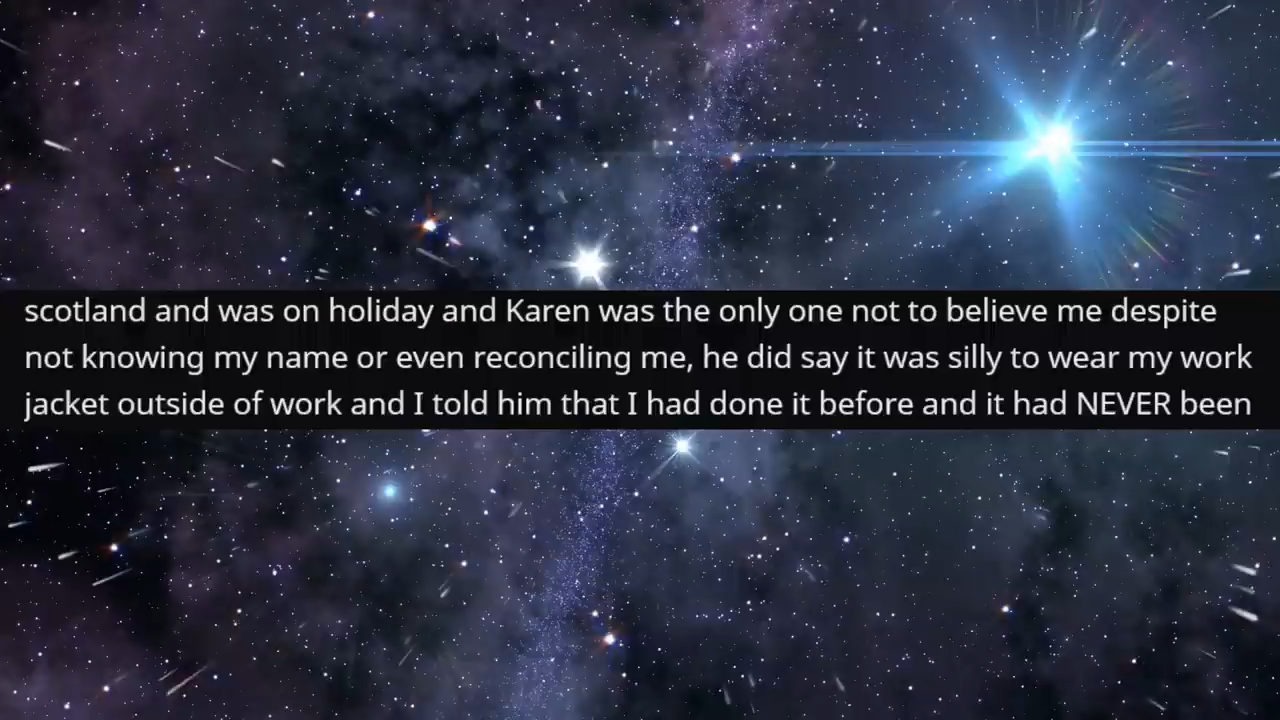 scotland and was on holiday and Karen was the only one not to believe me despite
not knowing my name or even reconciling me, he did say it was silly to wear my work
jacket outside of work and I told him that I had done it before and it had NEVER been